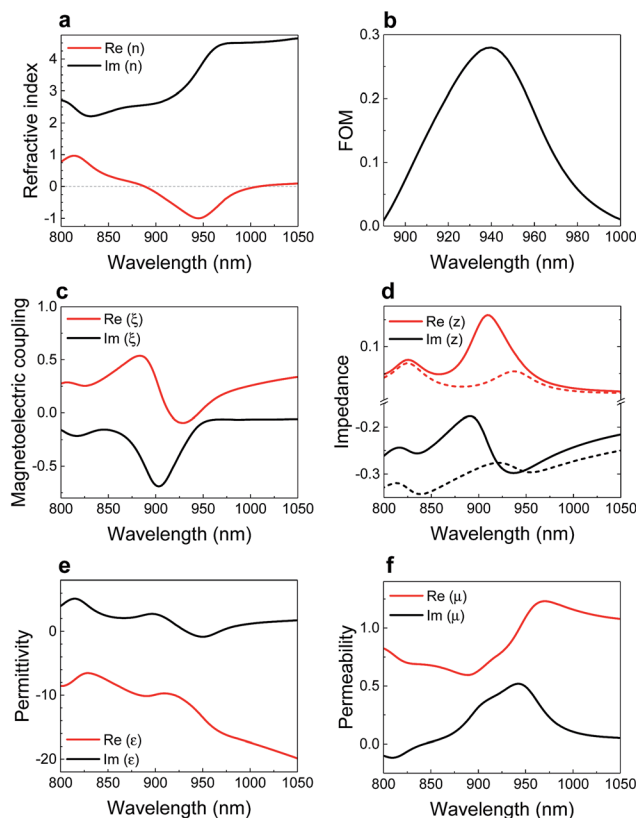 a
Re (n)
Im (n)
Refractive index
4
3
2
1
0
-1
800 850 900 950 1000 1050
Wavelength (nm)
b
FOM
0.3
0.2
0.1
0.0
900 920 940 960 980 1000
Wavelength (nm)
c
Re (ξ)
Im (ξ)
Magnetoelectric coupling
1.0
0.5
0.0
-0.5
800 850 900 950 1000 1050
Wavelength (nm)
d
Re (z)
Im (z)
Impedance
0.1
-0.2
-0.3
800 850 900 950 1000 1050
Wavelength (nm)
e
Permittivity
10
0
-10
-20
Re (ε)
Im (ε)
800 850 900 950 1000 1050
Wavelength (nm)
f
Re (μ)
Im (μ)
Permeability
1.0
0.5
0.0
800 850 900 950 1000 1050
Wavelength (nm)